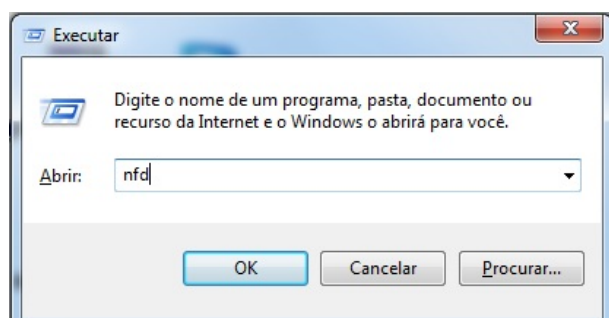 Executar
Digite o nome de um programa, pasta, documento ou
recurso da Internet e o Windows o abrirá para você.
Abrir: nfd
OK Cancelar Procurar...